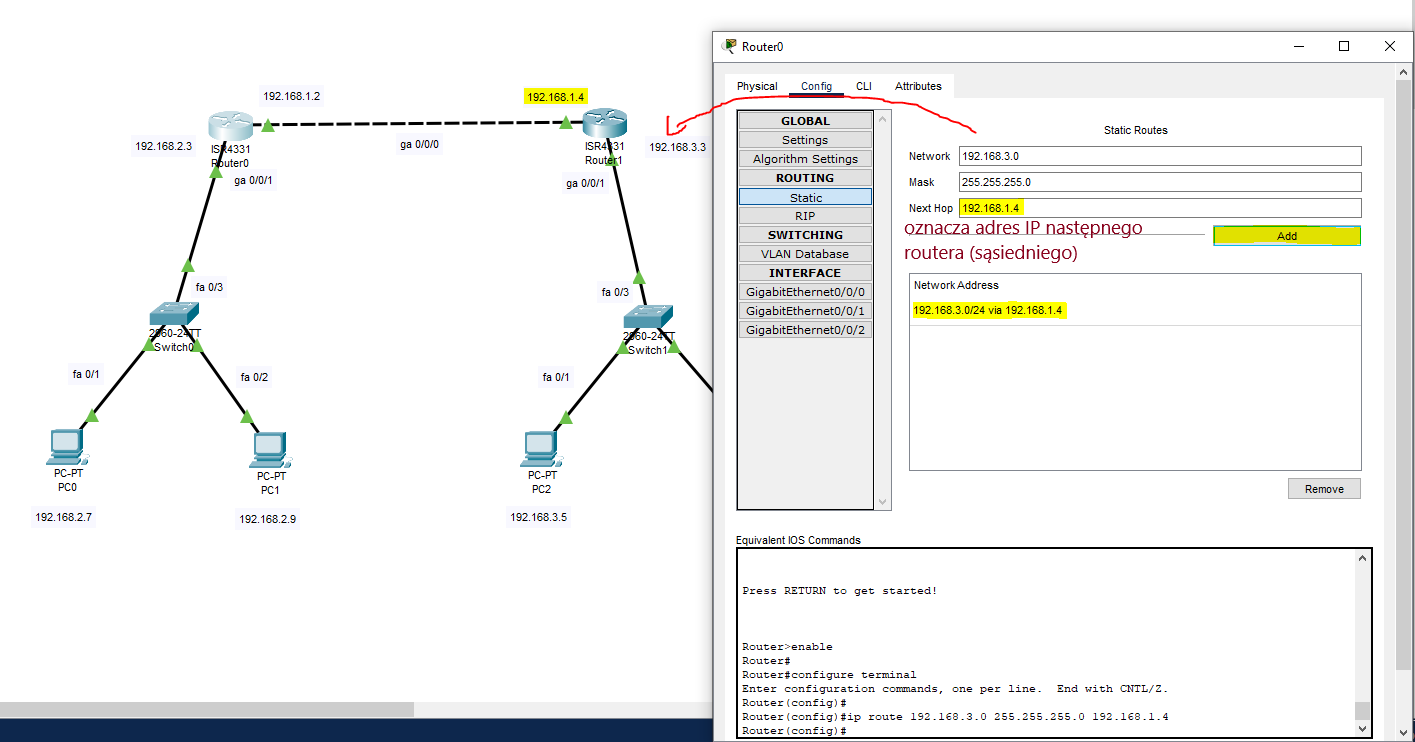 192.168.1.2
192.168.2.3
ISR4331
Router0
ga 0/0/1
ga 0/0/0
192.168.1.4
ISR4331
Router1
192.168.3.3
ga 0/0/1
fa 0/3
2960-24TT
Switch0
fa 0/1
fa 0/2
PC-PT
PC0
192.168.2.7
PC-PT
PC1
192.168.2.9
fa 0/3
2960-24TT
Switch1
fa 0/1
PC-PT
PC2
192.168.3.5
Router0
Physical Config CLI Attributes
GLOBAL
Settings
Algorithm Settings
ROUTING
Static
RIP
SWITCHING
VLAN Database
INTERFACE
GigabitEthernet0/0/0
GigabitEthernet0/0/1
GigabitEthernet0/0/2
Static Routes
Network 192.168.3.0
Mask 255.255.255.0
Next Hop 192.168.1.4
oznacza adres IP następnego
routera (sąsiedniego)
Add
Network Address
192.168.3.0/24 via 192.168.1.4
Remove
Equivalent IOS Commands
Press RETURN to get started!
Router>enable
Router#
Router#configure terminal
Enter configuration commands, one per line. End with CNTL/Z.
Router(config)#
Router(config)#ip route 192.168.3.0 255.255.255.0 192.168.1.4
Router(config)#